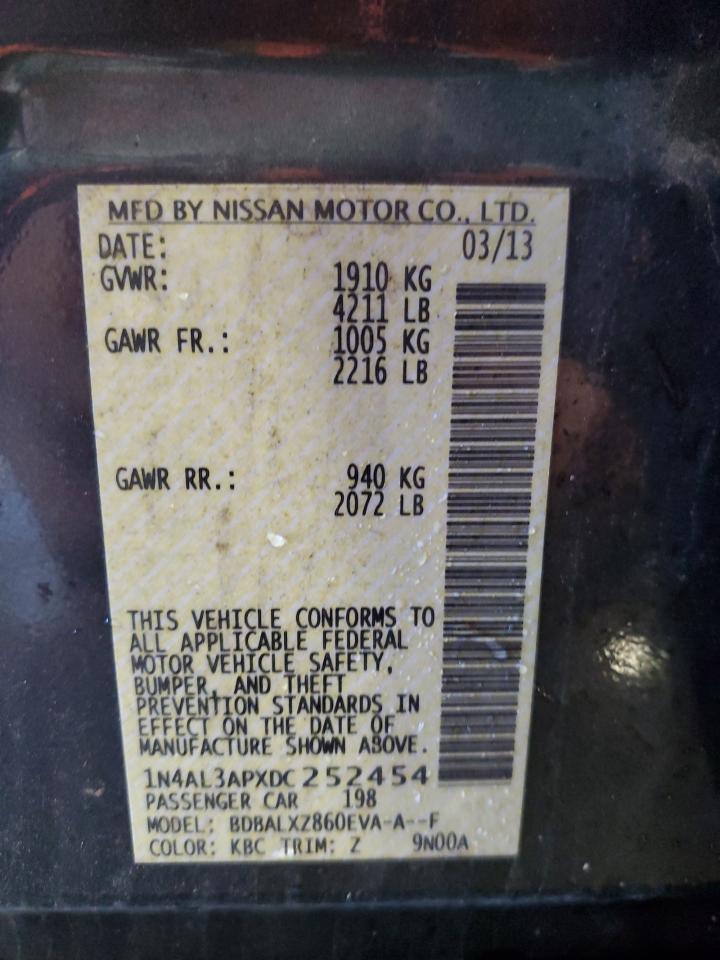 MFD BY NISSAN MOTOR CO., LTD.
DATE: 03/13
GVWR: 1910 KG
4211 LB
GAWR FR.: 1005 KG
2216 LB
GAWR RR.: 940 KG
2072 LB
THIS VEHICLE CONFORMS TO
ALL APPLICABLE FEDERAL
MOTOR VEHICLE SAFETY,
BUMPER, AND THEFT
PREVENTION STANDARDS IN
EFFECT ON THE DATE OF
MANUFACTURE SHOWN ABOVE.
1N4AL3APXDC252454
PASSENGER CAR 198
MODEL: BDBALXZ860EVA-A--F
COLOR: KBC TRIM: Z 9N00A